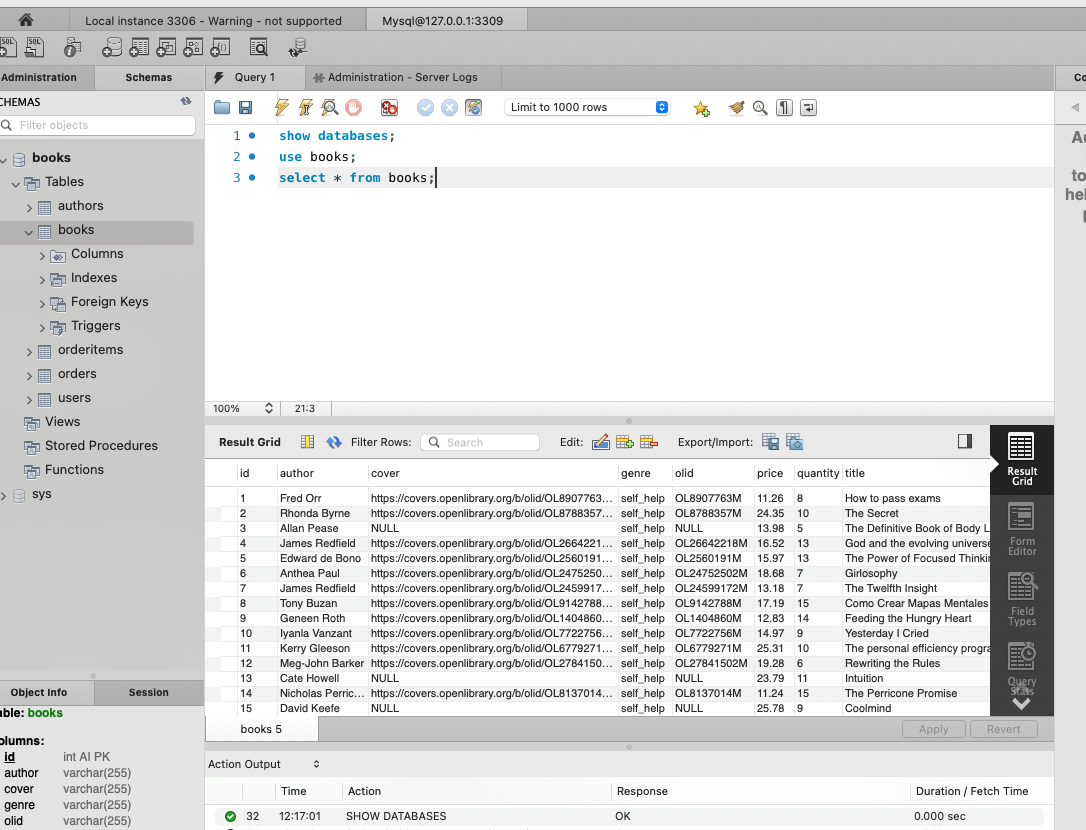 Local instance 3306 - Warning - not supported
Mysql@127.0.0.1:3309
Administration
Schemas
Query 1
Administration - Server Logs
Co
CHEMAS
Filter objects
books
Tables
authors
books
Columns
Indexes
Foreign Keys
Triggers
orderitems
orders
users
Views
Stored Procedures
Functions
sys
Limit to 1000 rows
1 show databases;
2 use books;
3 select * from books;
Au
to
hel
100% 21:3
Result Grid Filter Rows: Search Edit: Export/Import:
id author cover genre olid price quantity title
1 Fred Orr https://covers.openlibrary.org/b/olid/OL8907763... self_help OL8907763M 11.26 8 How to pass exams
2 Rhonda Byrne https://covers.openlibrary.org/b/olid/OL8788357... self_help OL8788357M 24.35 10 The Secret
3 Allan Pease NULL self_help NULL 13.98 5 The Definitive Book of Body L
4 James Redfield https://covers.openlibrary.org/b/olid/OL2664221... self_help OL26642218M 16.52 13 God and the evolving universe
5 Edward de Bono https://covers.openlibrary.org/b/olid/OL2560191... self_help OL2560191M 15.97 13 The Power of Focused Thinkin
6 Anthea Paul https://covers.openlibrary.org/b/olid/OL2475250... self_help OL24752502M 18.68 7 Girlosophy
7 James Redfield https://covers.openlibrary.org/b/olid/OL2459917... self_help OL24599172M 13.18 7 The Twelfth Insight
8 Tony Buzan https://covers.openlibrary.org/b/olid/OL9142788... self_help OL9142788M 17.19 15 Como Crear Mapas Mentales
9 Geneen Roth https://covers.openlibrary.org/b/olid/OL1404860... self_help OL1404860M 12.83 14 Feeding the Hungry Heart
10 Iyanla Vanzant https://covers.openlibrary.org/b/olid/OL7722756... self_help OL7722756M 14.97 9 Yesterday I Cried
11 Kerry Gleeson https://covers.openlibrary.org/b/olid/OL6779271... self_help OL6779271M 25.31 10 The personal efficiency progra
12 Meg-John Barker https://covers.openlibrary.org/b/olid/OL2784150... self_help OL27841502M 19.28 6 Rewriting the Rules
13 Cate Howell NULL self_help NULL 23.79 11 Intuition
14 Nicholas Perric... https://covers.openlibrary.org/b/olid/OL8137014... self_help OL8137014M 11.24 15 The Perricone Promise
15 David Keefe NULL self_help NULL 25.78 9 Coolmind
Result
Grid
Form
Editor
Field
Types
Query
Stats
books 5
Apply
Revert
Object Info
Session
able: books
olumns:
id int AI PK
author varchar(255)
cover varchar(255)
genre varchar(255)
olid varchar(255)
Action Output
Time Action Response Duration / Fetch Time
32 12:17:01 SHOW DATABASES OK 0.000 sec